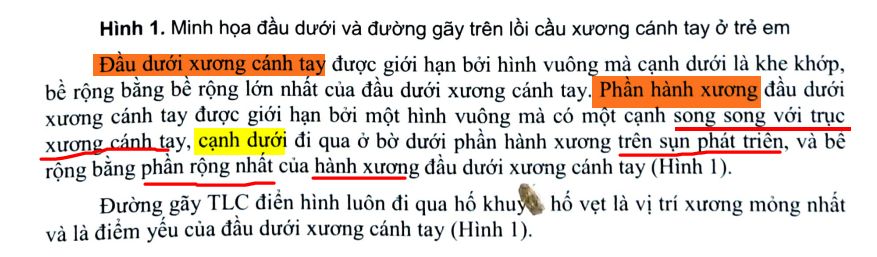 Hình 1. Minh họa đầu dưới và đường gãy trên lồi cầu xương cánh tay ở trẻ em
Đầu dưới xương cánh tay được giới hạn bởi hình vuông mà cạnh dưới là khe khớp,
bề rộng bằng bề rộng lớn nhất của đầu dưới xương cánh tay. Phần hành xương đầu dưới
xương cánh tay được giới hạn bởi một hình vuông mà có một cạnh song song với trục
xương cánh tay, cạnh dưới đi qua ở bờ dưới phần hành xương trên sụn phát triển, và bề
rộng bằng phần rộng nhất của hành xương đầu dưới xương cánh tay (Hình 1).
Đường gãy TLC điển hình luôn đi qua hố hố vẹt là vị trí xương mỏng nhất
và là điểm yếu của đầu dưới xương cánh tay (Hình 1).